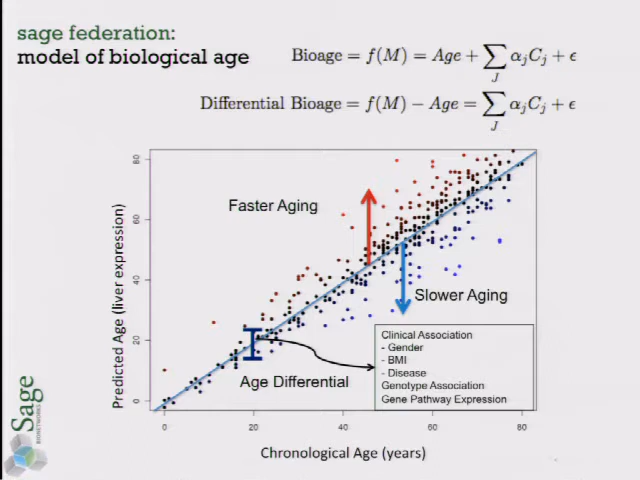 sage federation:
model of biological age
Bioage = f(M) = Age + ∑_J α_j C_j + ϵ
Differential Bioage = f(M) − Age = ∑_J α_j C_j + ϵ
Predicted Age (liver expression)
80
60
40
20
0
Faster Aging
Slower Aging
Age Differential
Clinical Association
- Gender
- BMI
- Disease
Genotype Association
Gene Pathway Expression
0 20 40 60 80
Chronological Age (years)
Sage
BIONETWORKS